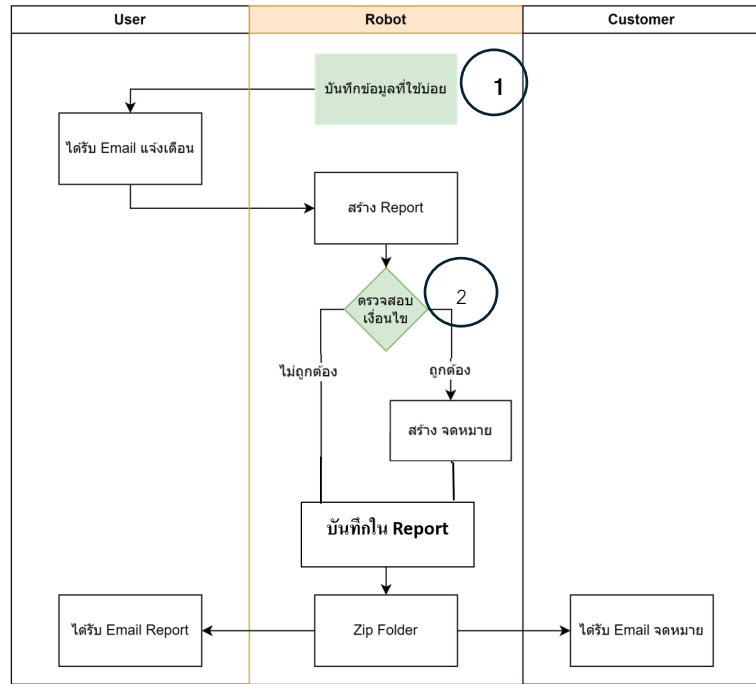 User
Robot
Customer
บันทึกข้อมูลที่ใช้บ่อย
1
ได้รับ Email แจ้งเตือน
สร้าง Report
ตรวจสอบ
เงื่อนไข
2
ไม่ถูกต้อง
ถูกต้อง
สร้าง จดหมาย
บันทึกใน Report
ได้รับ Email Report
Zip Folder
ได้รับ Email จดหมาย